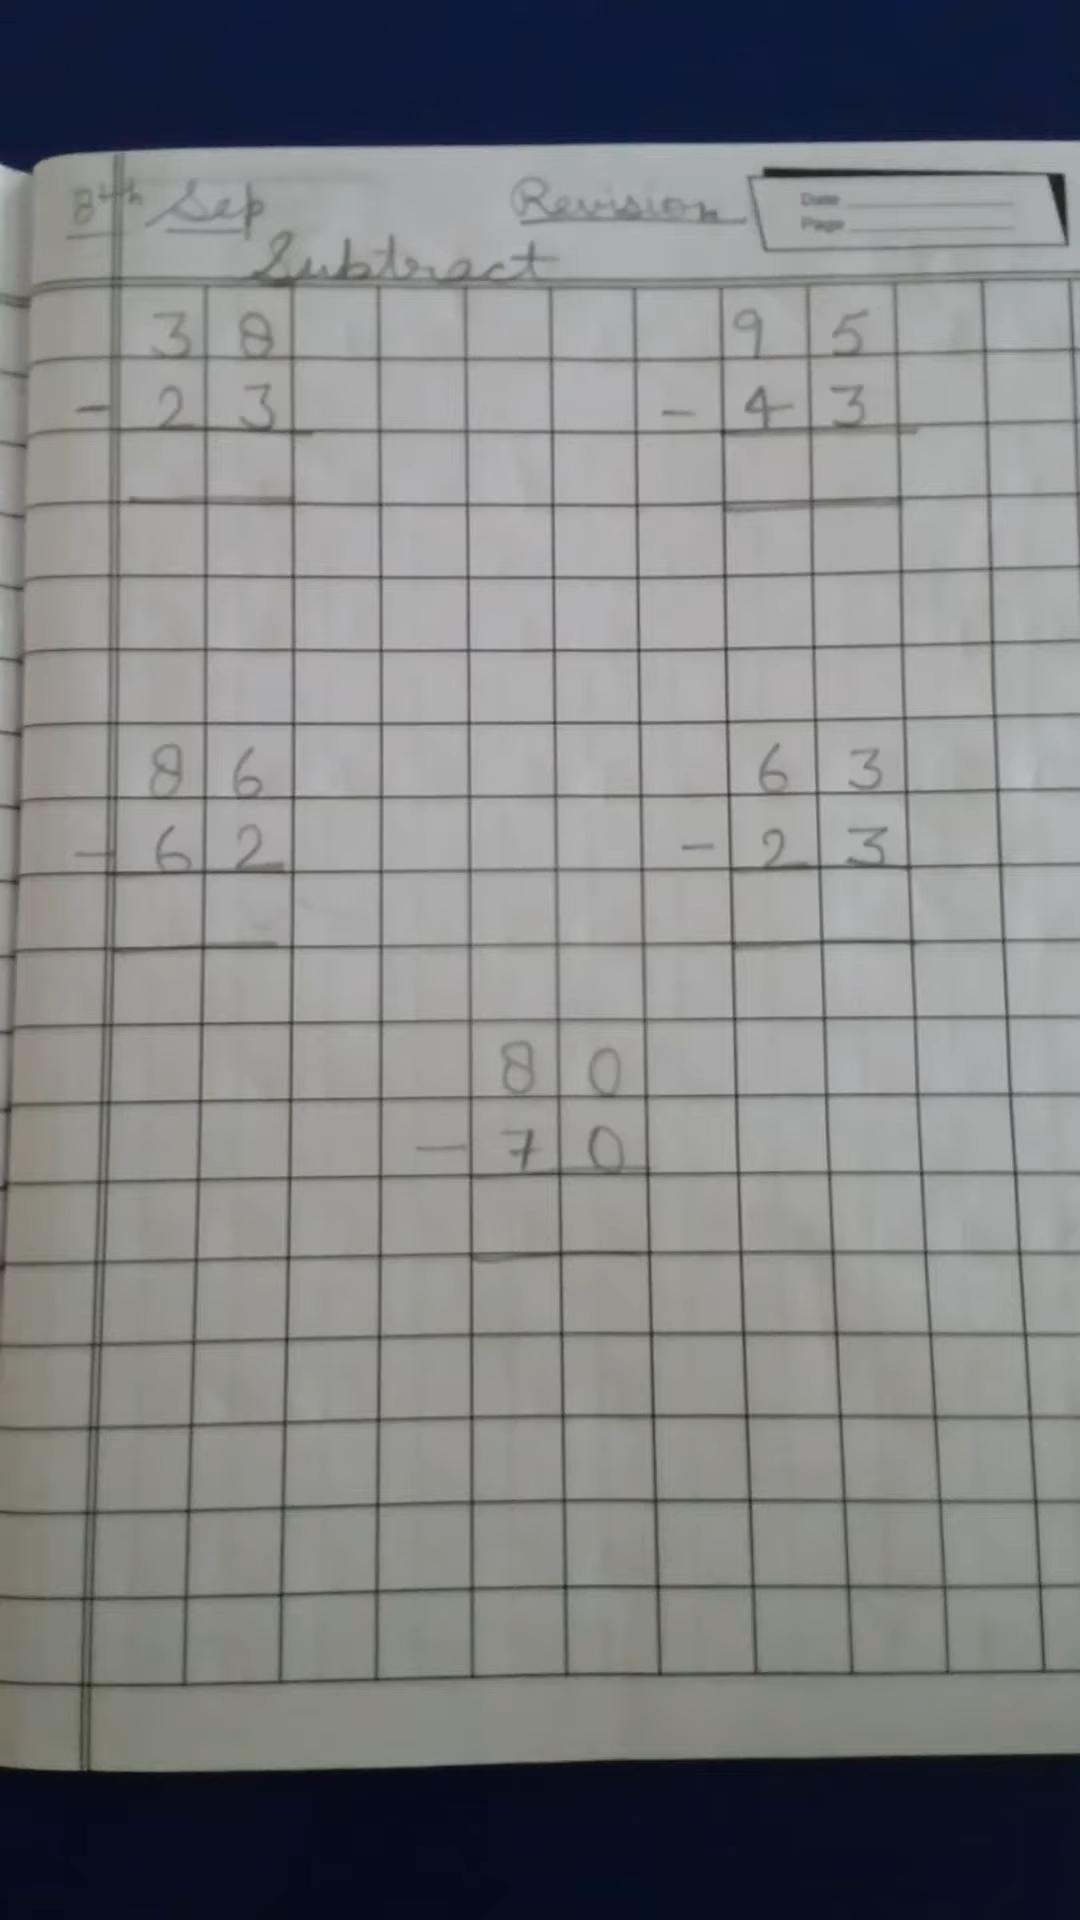 8th Sep Revision Date
Page
Subtract
38 95
- 23 - 43
86 63
- 62 - 23
80
- 70